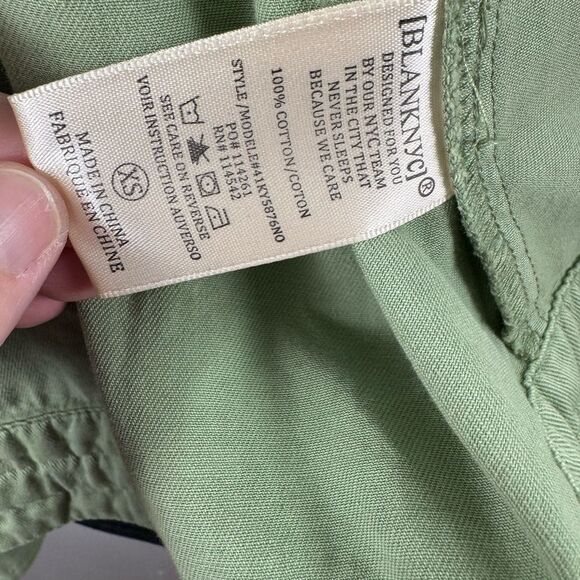 [BLANKNYC]®
DESIGNED FOR YOU
BY OUR NYC TEAM
IN THE CITY THAT
NEVER SLEEPS
BECAUSE WE CARE
100% COTTON/COTON
STYLE /MODELE#41KY5876NO
PO# 114261
RN# 114542
SEE CARE ON REVERSE
VOIR INSTRUCTION AUVERSO
XS
MADE IN CHINA
FABRIQUE EN CHINE